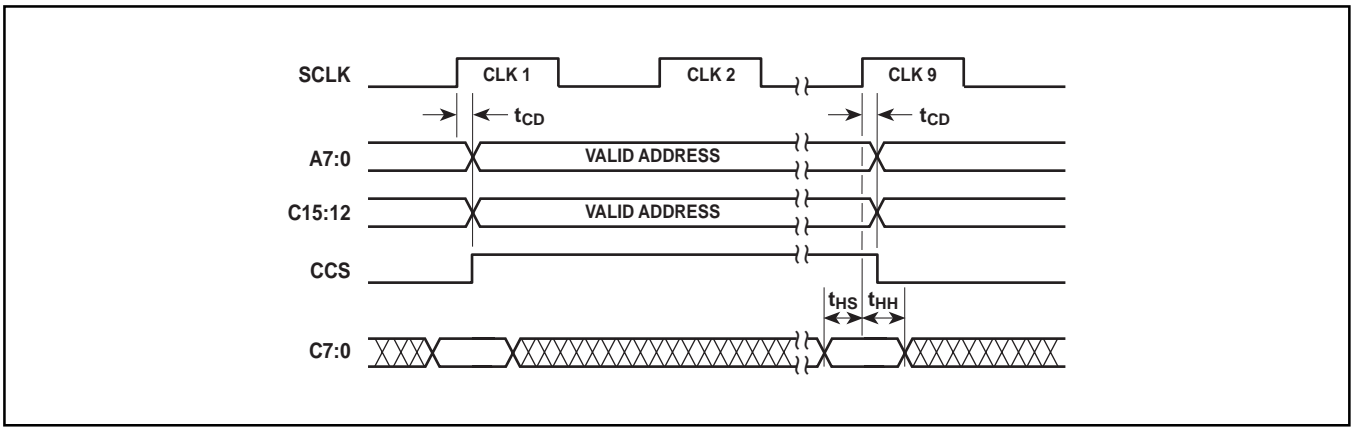 SCLK CLK 1 CLK 2 CLK 9
tCD tCD
A7:0 VALID ADDRESS
C15:12 VALID ADDRESS
CCS
tHS tHH
C7:0